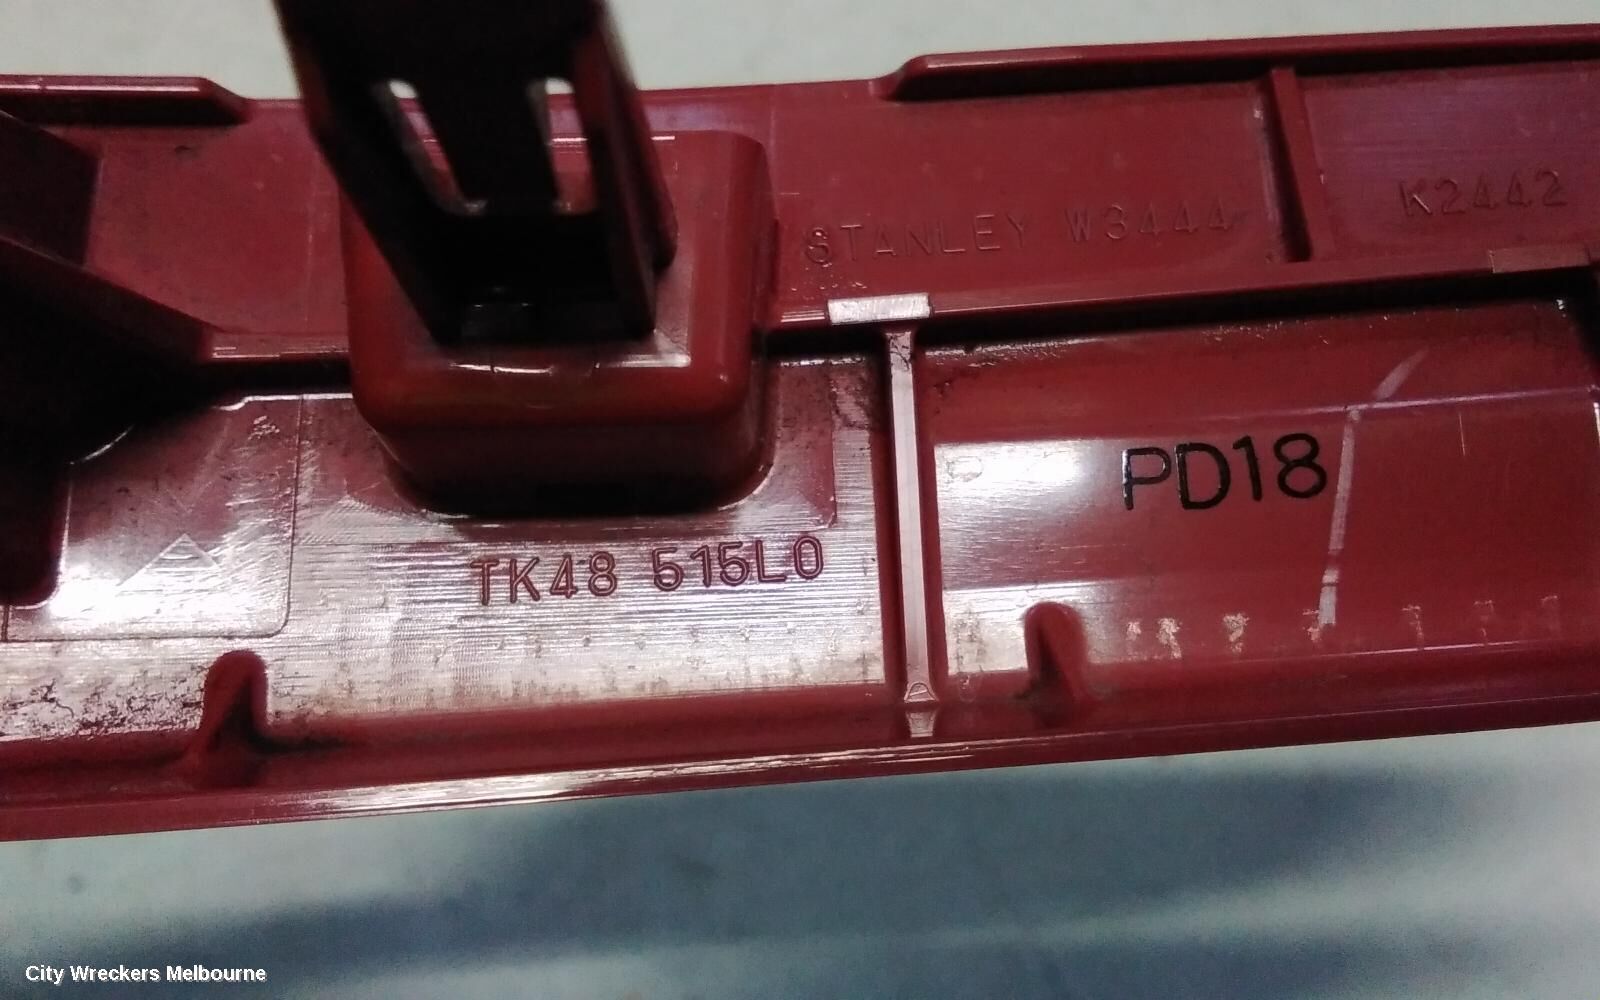 STANLEY W3444
K2442
PD18
TK48 515L0
City Wreckers Melbourne